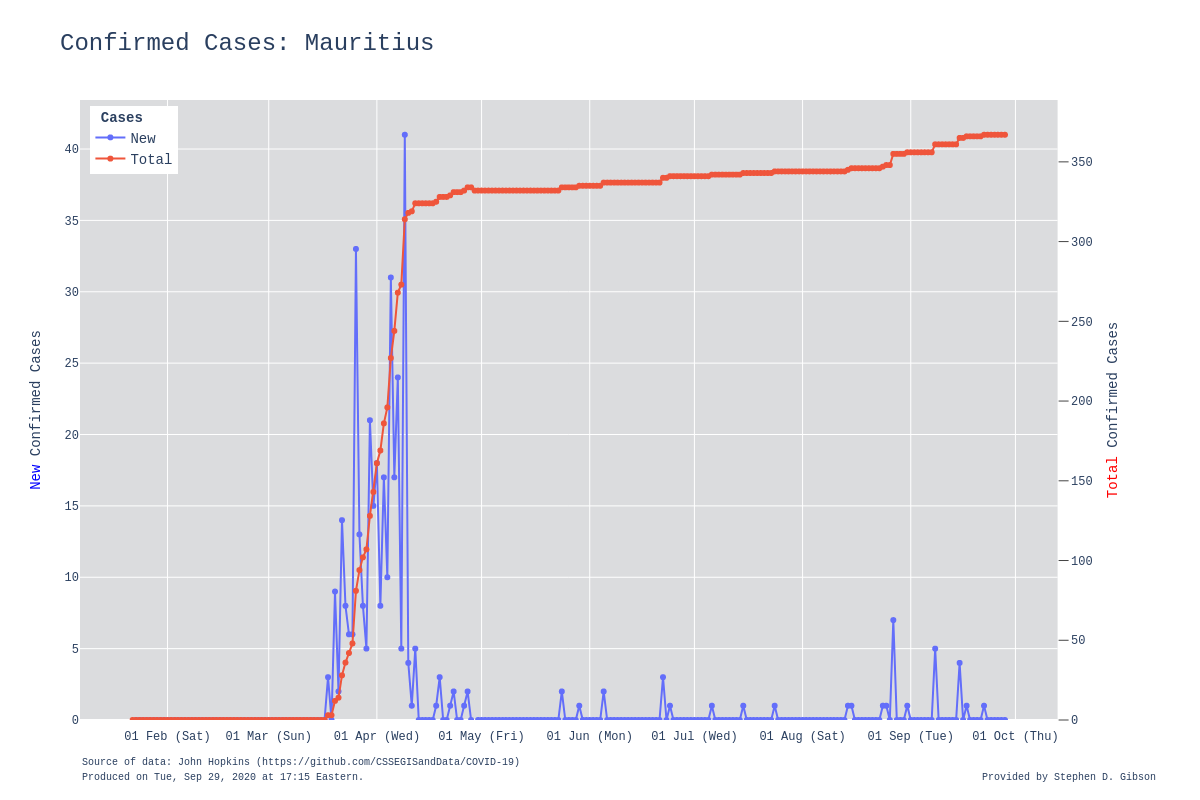 Confirmed Cases: Mauritius
Cases
New
Total
40
35
30
25
20
15
10
5
0
350
300
250
200
150
100
50
0
New Confirmed Cases
Total Confirmed Cases
01 Feb (Sat) 01 Mar (Sun) 01 Apr (Wed) 01 May (Fri) 01 Jun (Mon) 01 Jul (Wed) 01 Aug (Sat) 01 Sep (Tue) 01 Oct (Thu)
Source of data: John Hopkins (https://github.com/CSSEGISandData/COVID-19)
Produced on Tue, Sep 29, 2020 at 17:15 Eastern.
Provided by Stephen D. Gibson